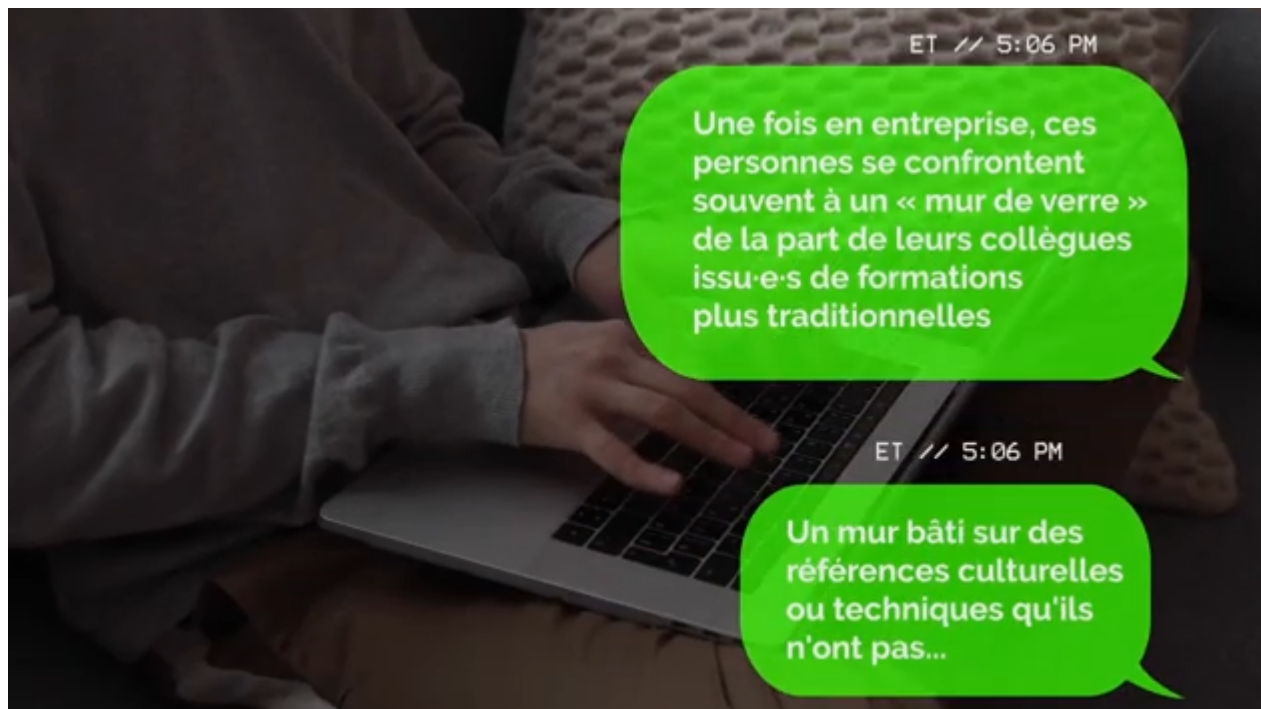 ET // 5:06 PM
Une fois en entreprise, ces
personnes se confrontent
souvent à un « mur de verre »
de la part de leurs collègues
issu·e·s de formations
plus traditionnelles
ET // 5:06 PM
Un mur bâti sur des
références culturelles
ou techniques qu'ils
n'ont pas...